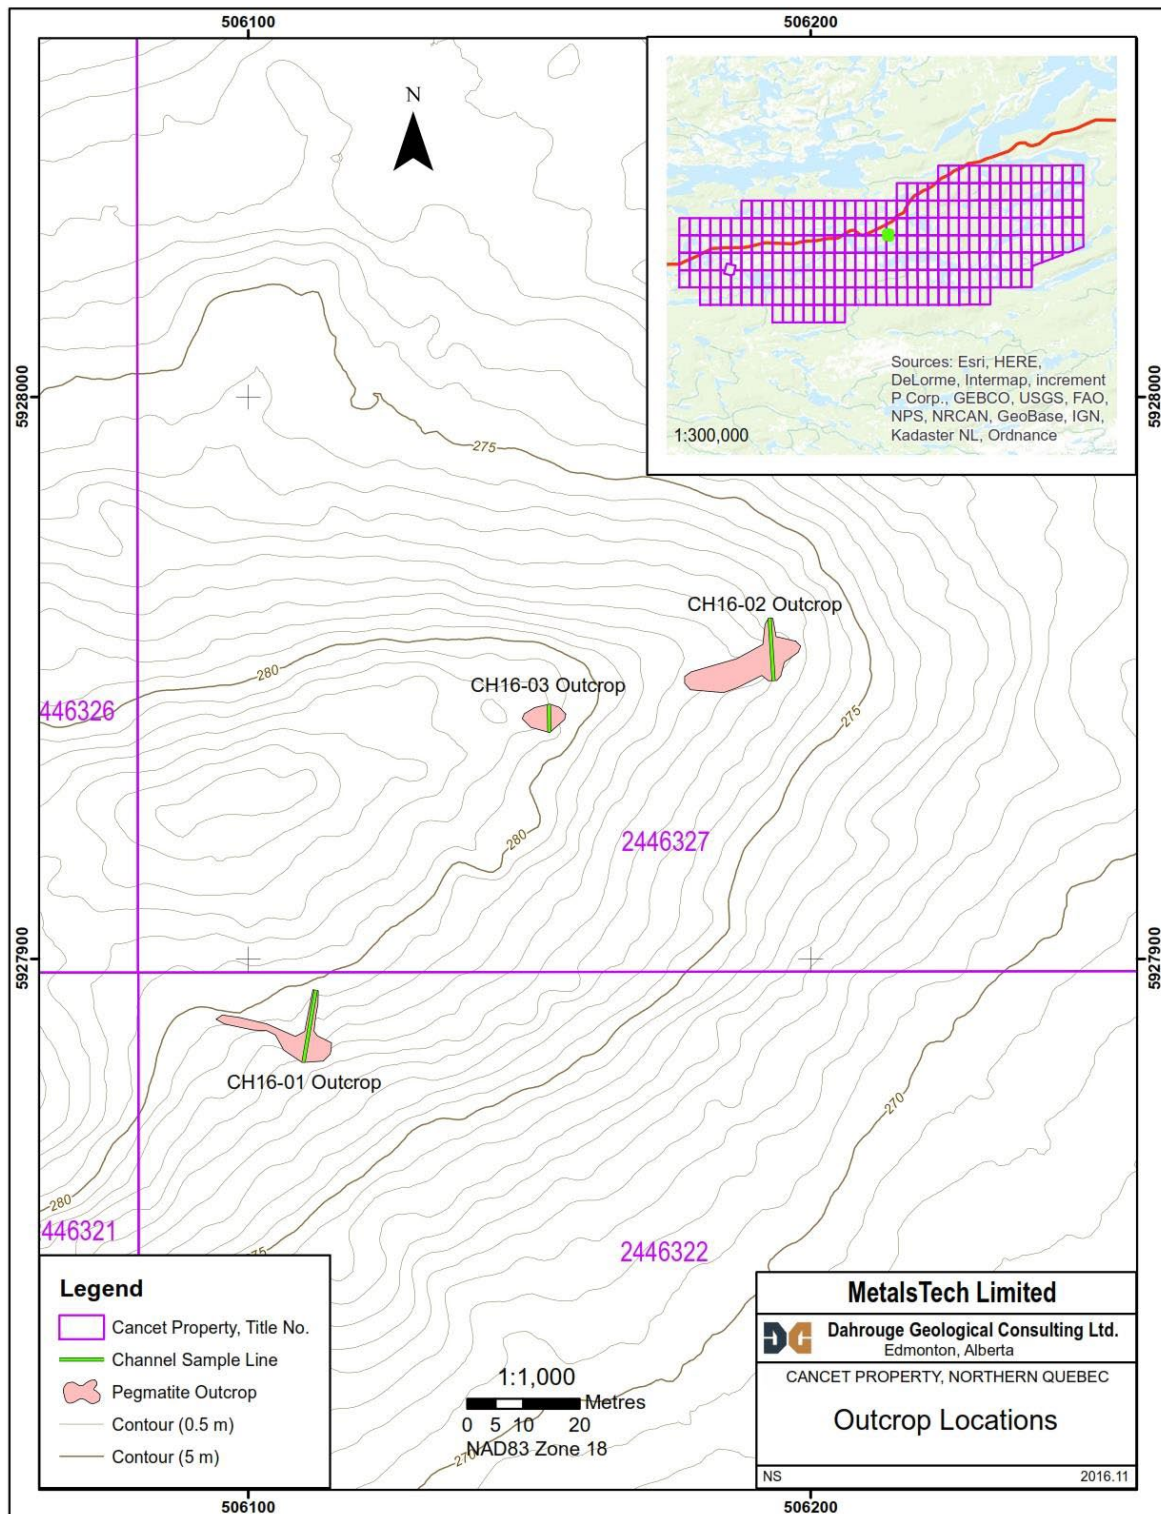 506100
506200
N
Sources: Esri, HERE,
DeLorme, Intermap, increment
P Corp., GEBCO, USGS, FAO,
NPS, NRCAN, GeoBase, IGN,
Kadaster NL, Ordnance
1:300,000
5928000
5928000
275
CH16-02 Outcrop
280
CH16-03 Outcrop
446326
275
280
2446327
5927900
5927900
CH16-01 Outcrop
270
280
446321
75
2446322
Legend
Cancet Property, Title No.
Channel Sample Line
Pegmatite Outcrop
Contour (0.5 m)
Contour (5 m)
1:1,000
Metres
0 5 10 20
NAD83 Zone 18
270
MetalsTech Limited
Dahrouge Geological Consulting Ltd.
Edmonton, Alberta
CANCET PROPERTY, NORTHERN QUEBEC
Outcrop Locations
NS 2016.11
506100
506200